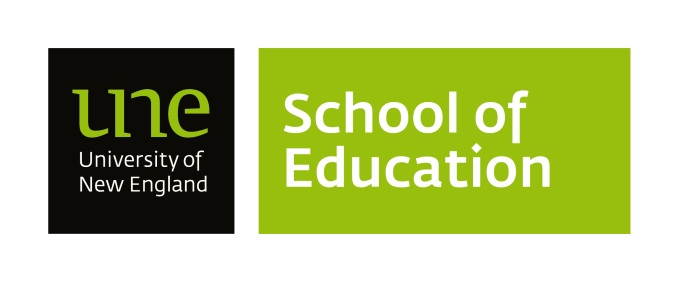 une
University of
New England
School of
Education